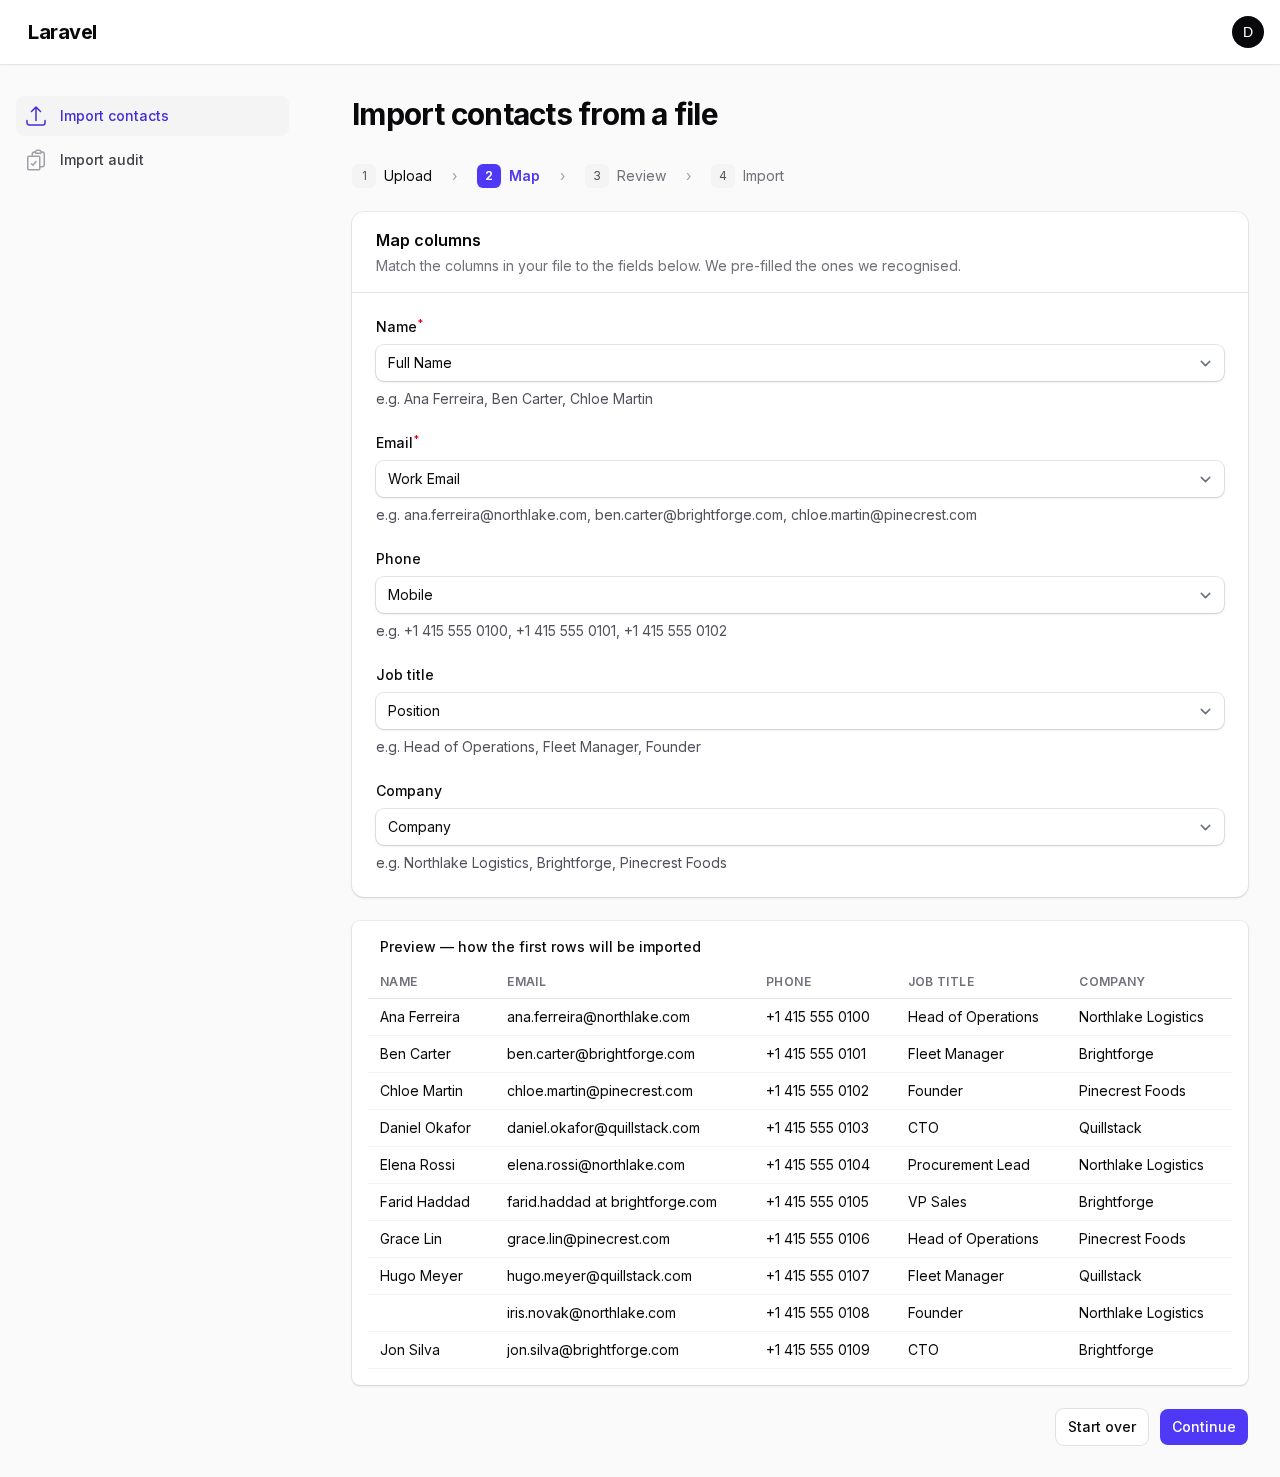 Laravel
D
Import contacts
Import audit
Import contacts from a file
1 Upload › 2 Map › 3 Review › 4 Import
Map columns
Match the columns in your file to the fields below. We pre-filled the ones we recognised.
Name*
Full Name
e.g. Ana Ferreira, Ben Carter, Chloe Martin
Email*
Work Email
e.g. ana.ferreira@northlake.com, ben.carter@brightforge.com, chloe.martin@pinecrest.com
Phone
Mobile
e.g. +1 415 555 0100, +1 415 555 0101, +1 415 555 0102
Job title
Position
e.g. Head of Operations, Fleet Manager, Founder
Company
Company
e.g. Northlake Logistics, Brightforge, Pinecrest Foods
Preview — how the first rows will be imported
NAME EMAIL PHONE JOB TITLE COMPANY
Ana Ferreira ana.ferreira@northlake.com +1 415 555 0100 Head of Operations Northlake Logistics
Ben Carter ben.carter@brightforge.com +1 415 555 0101 Fleet Manager Brightforge
Chloe Martin chloe.martin@pinecrest.com +1 415 555 0102 Founder Pinecrest Foods
Daniel Okafor daniel.okafor@quillstack.com +1 415 555 0103 CTO Quillstack
Elena Rossi elena.rossi@northlake.com +1 415 555 0104 Procurement Lead Northlake Logistics
Farid Haddad farid.haddad at brightforge.com +1 415 555 0105 VP Sales Brightforge
Grace Lin grace.lin@pinecrest.com +1 415 555 0106 Head of Operations Pinecrest Foods
Hugo Meyer hugo.meyer@quillstack.com +1 415 555 0107 Fleet Manager Quillstack
iris.novak@northlake.com +1 415 555 0108 Founder Northlake Logistics
Jon Silva jon.silva@brightforge.com +1 415 555 0109 CTO Brightforge
Start over Continue